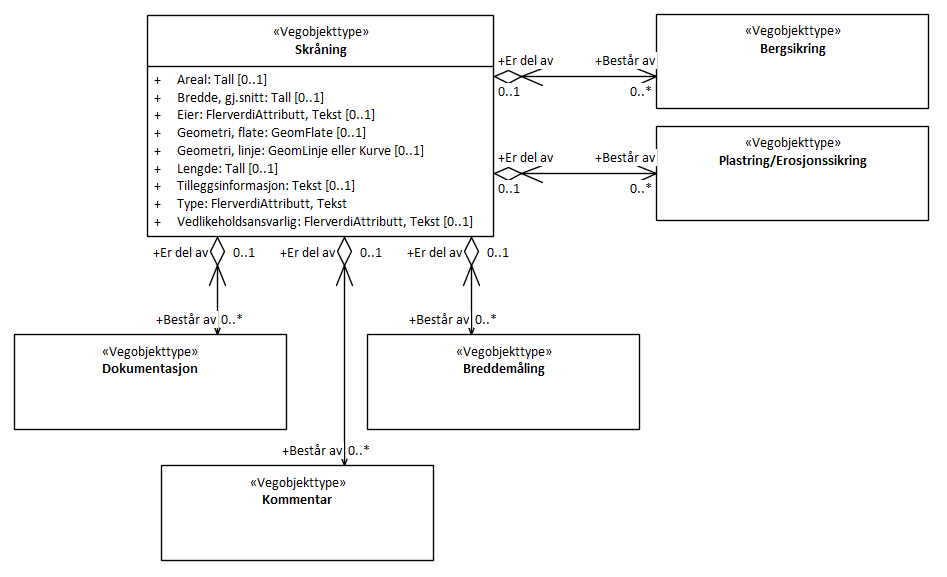 «Vegobjekttype»
Skråning
+ Areal: Tall [0..1]
+ Bredde, gj.snitt: Tall [0..1]
+ Eier: FlerverdiAttributt, Tekst [0..1]
+ Geometri, flate: GeomFlate [0..1]
+ Geometri, linje: GeomLinje eller Kurve [0..1]
+ Lengde: Tall [0..1]
+ Tilleggsinformasjon: Tekst [0..1]
+ Type: FlerverdiAttributt, Tekst
+ Vedlikeholdsansvarlig: FlerverdiAttributt, Tekst [0..1]
+Er del av
0..1
+Består av
0..*
«Vegobjekttype»
Bergsikring
+Er del av
0..1
+Består av
0..*
«Vegobjekttype»
Plastring/Erosjonssikring
+Er del av 0..1
+Er del av 0..1
+Er del av 0..1
+Består av 0..*
+Består av 0..*
«Vegobjekttype»
Dokumentasjon
«Vegobjekttype»
Breddemåling
+Består av 0..*
«Vegobjekttype»
Kommentar